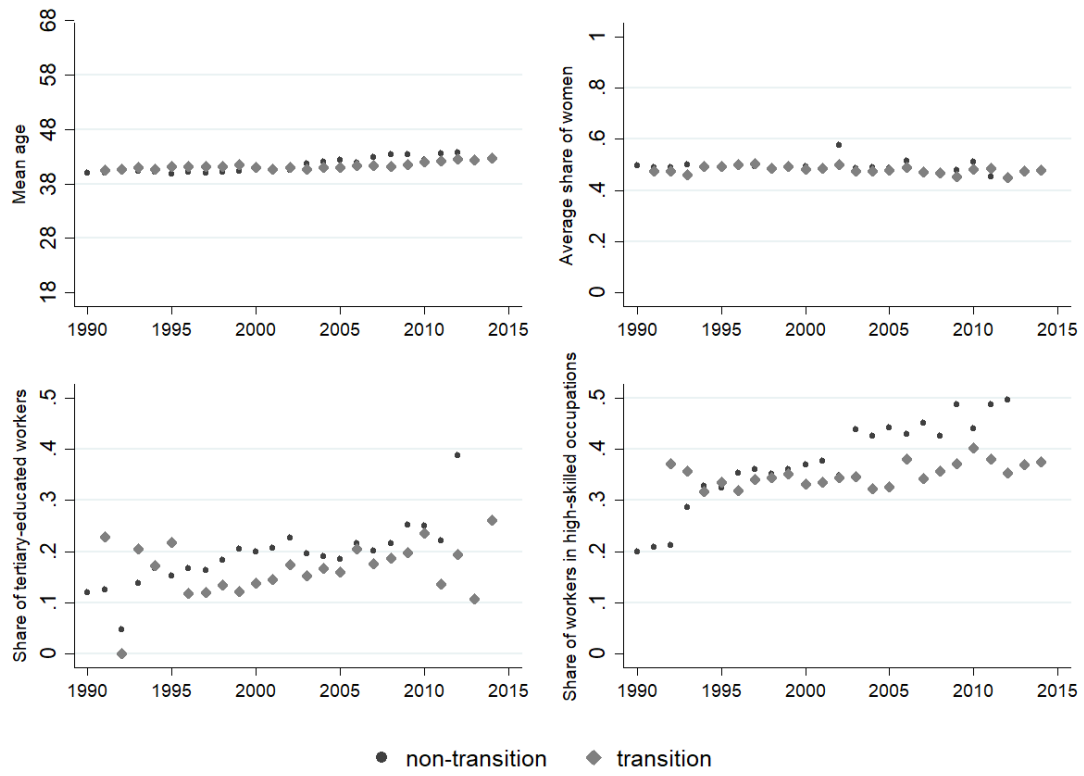 Mean age
68
58
48
38
28
18
1990 1995 2000 2005 2010 2015
Average share of women
1
.8
.6
.4
.2
0
1990 1995 2000 2005 2010 2015
Share of tertiary-educated workers
.5
.4
.3
.2
.1
0
1990 1995 2000 2005 2010 2015
Share of workers in high-skilled occupations
.5
.4
.3
.2
.1
0
1990 1995 2000 2005 2010 2015
non-transition transition